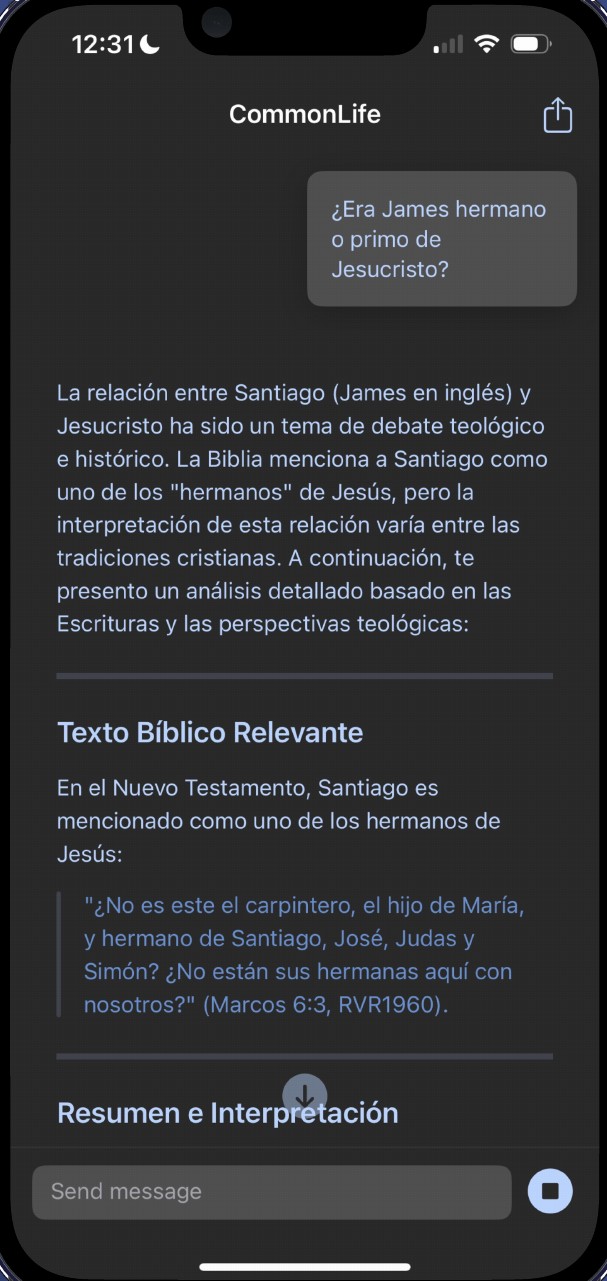 12:31
CommonLife
¿Era James hermano
o primo de
Jesucristo?
La relación entre Santiago (James en inglés) y
Jesucristo ha sido un tema de debate teológico
e histórico. La Biblia menciona a Santiago como
uno de los "hermanos" de Jesús, pero la
interpretación de esta relación varía entre las
tradiciones cristianas. A continuación, te
presento un análisis detallado basado en las
Escrituras y las perspectivas teológicas:
Texto Bíblico Relevante
En el Nuevo Testamento, Santiago es
mencionado como uno de los hermanos de
Jesús:
"¿No es este el carpintero, el hijo de María,
y hermano de Santiago, José, Judas y
Simón? ¿No están sus hermanas aquí con
nosotros?" (Marcos 6:3, RVR1960).
Resumen e Interpretación
Send message